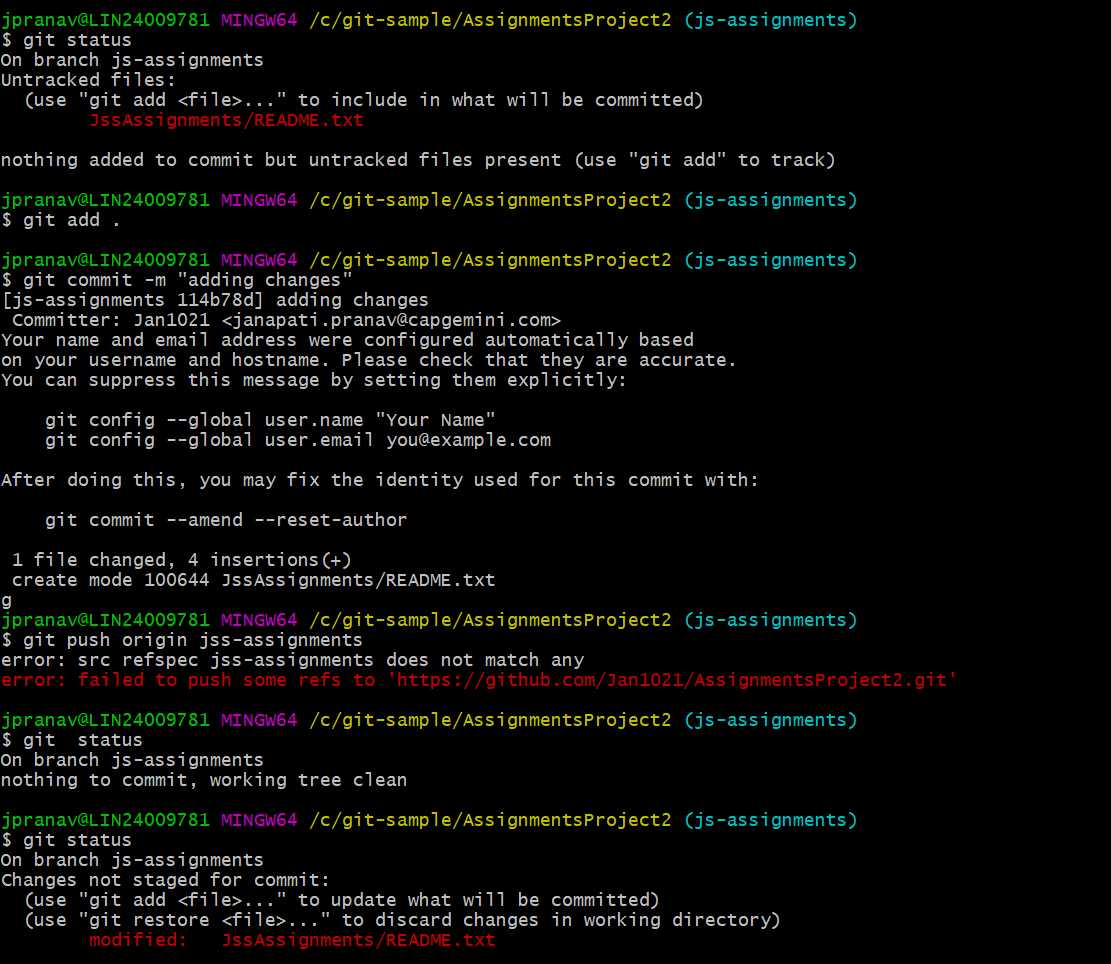 jpranav@LIN24009781 MINGW64 /c/git-sample/AssignmentsProject2 (js-assignments)
$ git status
On branch js-assignments
Untracked files:
  (use "git add <file>..." to include in what will be committed)
        JssAssignments/README.txt

nothing added to commit but untracked files present (use "git add" to track)

jpranav@LIN24009781 MINGW64 /c/git-sample/AssignmentsProject2 (js-assignments)
$ git add .

jpranav@LIN24009781 MINGW64 /c/git-sample/AssignmentsProject2 (js-assignments)
$ git commit -m "adding changes"
[js-assignments 114b78d] adding changes
 Committer: Jan1021 <janapati.pranav@capgemini.com>
Your name and email address were configured automatically based
on your username and hostname. Please check that they are accurate.
You can suppress this message by setting them explicitly:

    git config --global user.name "Your Name"
    git config --global user.email you@example.com

After doing this, you may fix the identity used for this commit with:

    git commit --amend --reset-author

 1 file changed, 4 insertions(+)
 create mode 100644 JssAssignments/README.txt
g
jpranav@LIN24009781 MINGW64 /c/git-sample/AssignmentsProject2 (js-assignments)
$ git push origin jss-assignments
error: src refspec jss-assignments does not match any
error: failed to push some refs to 'https://github.com/Jan1021/AssignmentsProject2.git'

jpranav@LIN24009781 MINGW64 /c/git-sample/AssignmentsProject2 (js-assignments)
$ git  status
On branch js-assignments
nothing to commit, working tree clean

jpranav@LIN24009781 MINGW64 /c/git-sample/AssignmentsProject2 (js-assignments)
$ git status
On branch js-assignments
Changes not staged for commit:
  (use "git add <file>..." to update what will be committed)
  (use "git restore <file>..." to discard changes in working directory)
        modified:   JssAssignments/README.txt